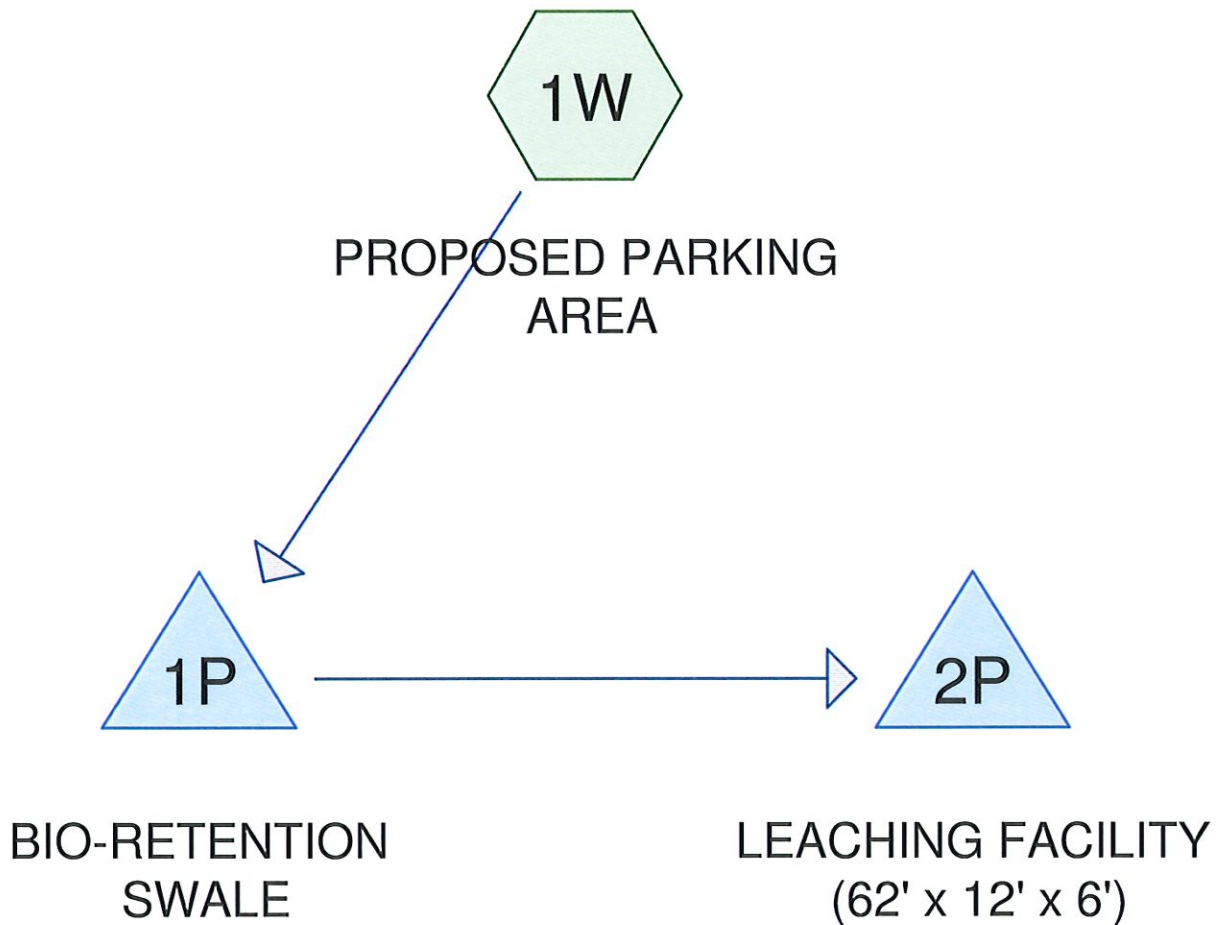 1W
PROPOSED PARKING
AREA
1P
2P
BIO-RETENTION
SWALE
LEACHING FACILITY
(62' x 12' x 6')